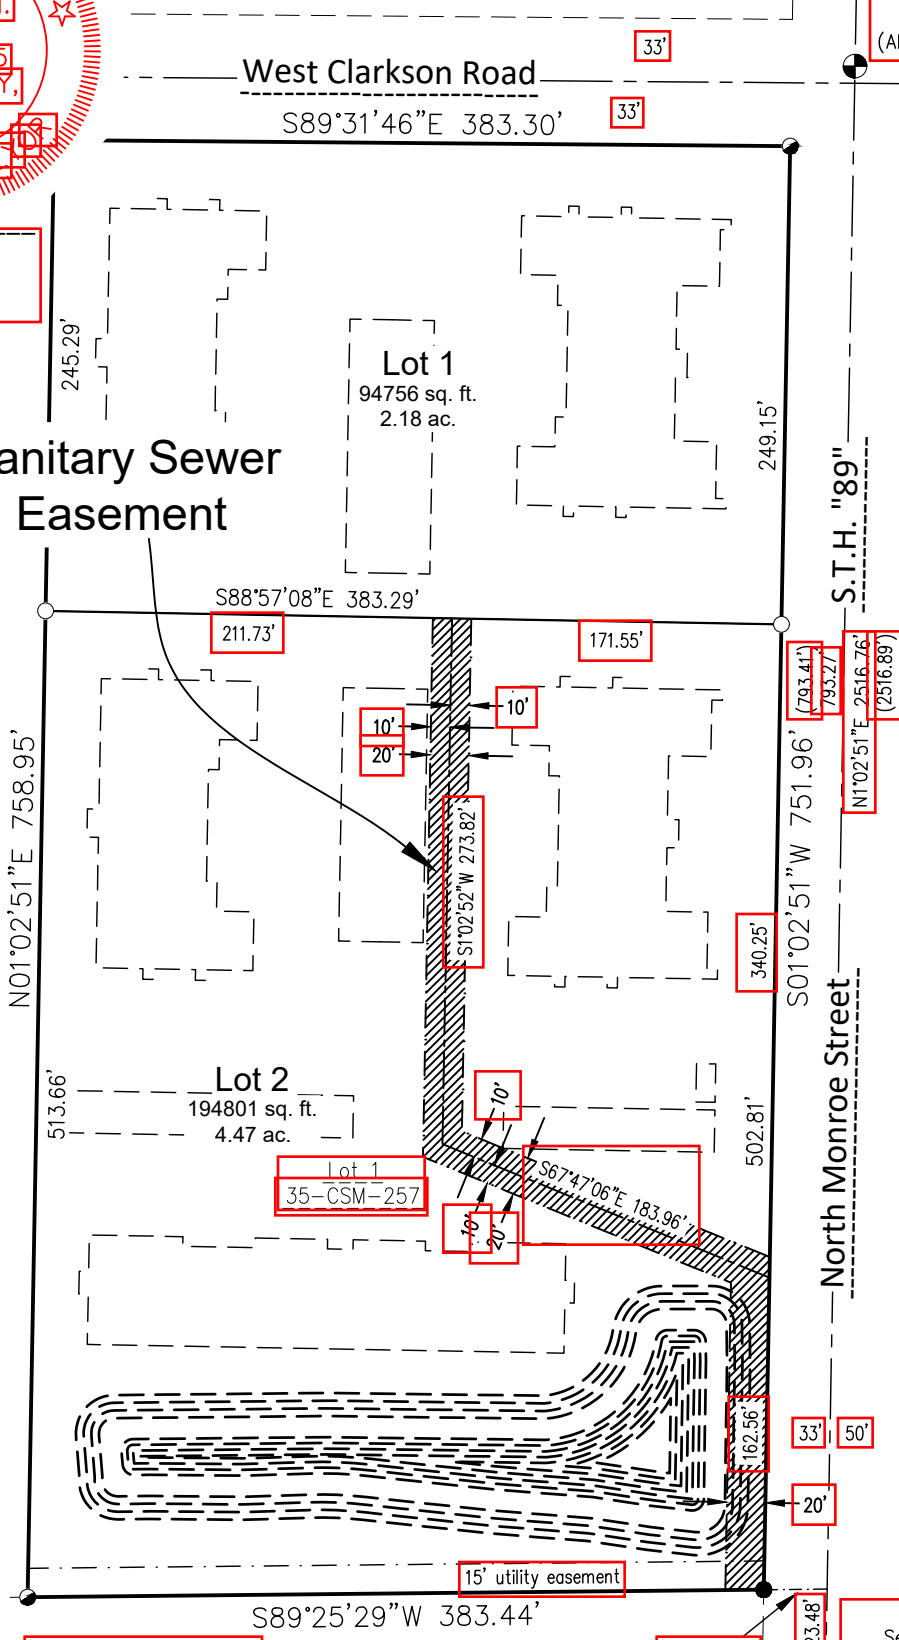 33'
(A
West Clarkson Road
33'
S89°31'46"E 383.30'
245.29'
Lot 1
94756 sq. ft.
2.18 ac.
249.15'
anitary Sewer
Easement
S.T.H. "89"
S88°57'08"E 383.29'
211.73'
171.55'
(793.41')
793.27'
N1°02'51"E 2516.76'
(2516.89')
10'
10'
20'
N01°02'51"E 758.95'
S1°02'52"W 273.82'
S01°02'51"W 751.96'
340.25'
North Monroe Street
Lot 2
194801 sq. ft.
4.47 ac.
513.66'
502.81'
10'
Lot 1
35-CSM-257
S67°47'06"E 183.96'
10'
20'
162.56'
33'
50'
20'
15' utility easement
S89°25'29"W 383.44'
23.48'
Se